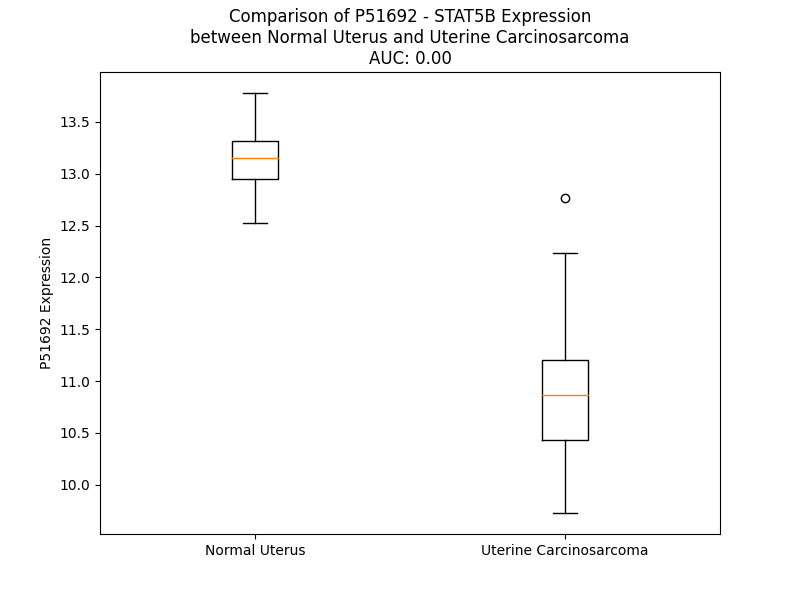 Comparison of P51692 - STAT5B Expression
between Normal Uterus and Uterine Carcinosarcoma
AUC: 0.00
P51692 Expression
13.5
13.0
12.5
12.0
11.5
11.0
10.5
10.0
Normal Uterus
Uterine Carcinosarcoma